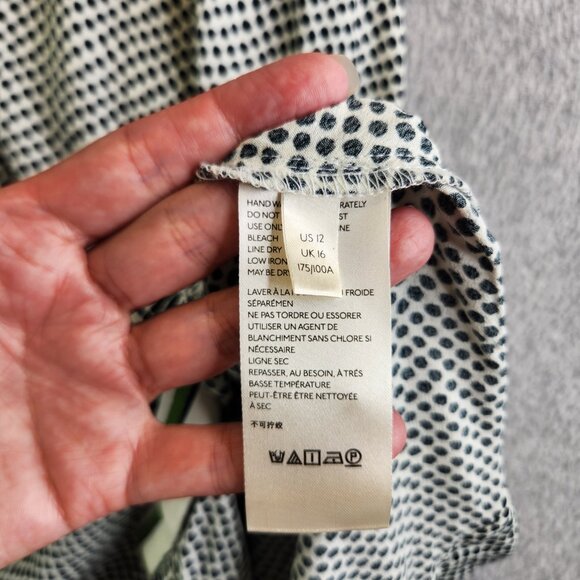 HAND
DO NOT
USE ONLY
BLEACH
LINE DRY
LOW IRON
MAY BE
US 12
UK 16
175/100A
LAVER À LA FROIDE
SÉPARÉMEN
NE PAS TORDRE OU ESSORER
UTILISER UN AGENT DE
BLANCHIMENT SANS CHLORE SI
NÉCESSAIRE
LIGNE SEC
REPASSER, AU BESOIN, À TRÈS
BASSE TEMPÉRATURE
PEUT-ÊTRE ÊTRE NETTOYÉE
À SEC
不可拧绞